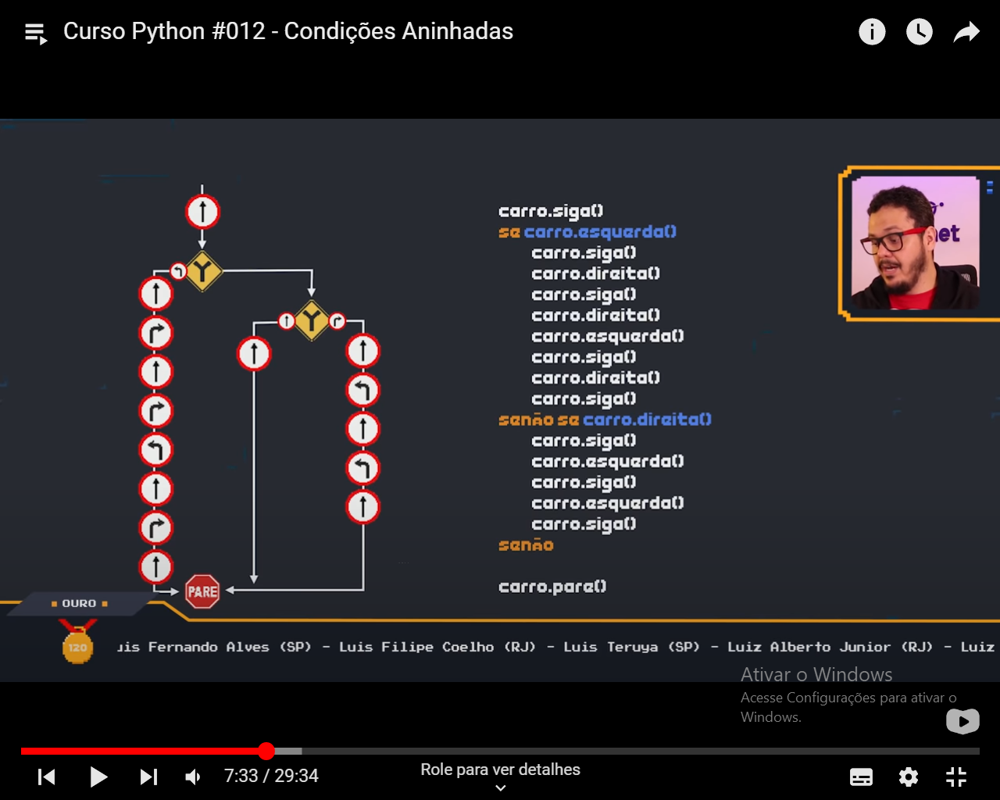 Curso Python #012 - Condições Aninhadas
et
carro.siga()
se carro.esquerda()
carro.siga()
carro.direita()
carro.siga()
carro.direita()
carro.esquerda()
carro.siga()
carro.direita()
carro.siga()
senão se carro.direita()
carro.siga()
carro.esquerda()
carro.siga()
carro.esquerda()
carro.siga()
senão
carro.pare()
PARE
OURO
120
uis Fernando Alves (SP) - Luis Filipe Coelho (RJ) - Luis Teruya (SP) - Luiz Alberto Junior (RJ) - Luiz
Ativar o Windows
Acesse Configurações para ativar o
Windows.
7:33 / 29:34
Role para ver detalhes